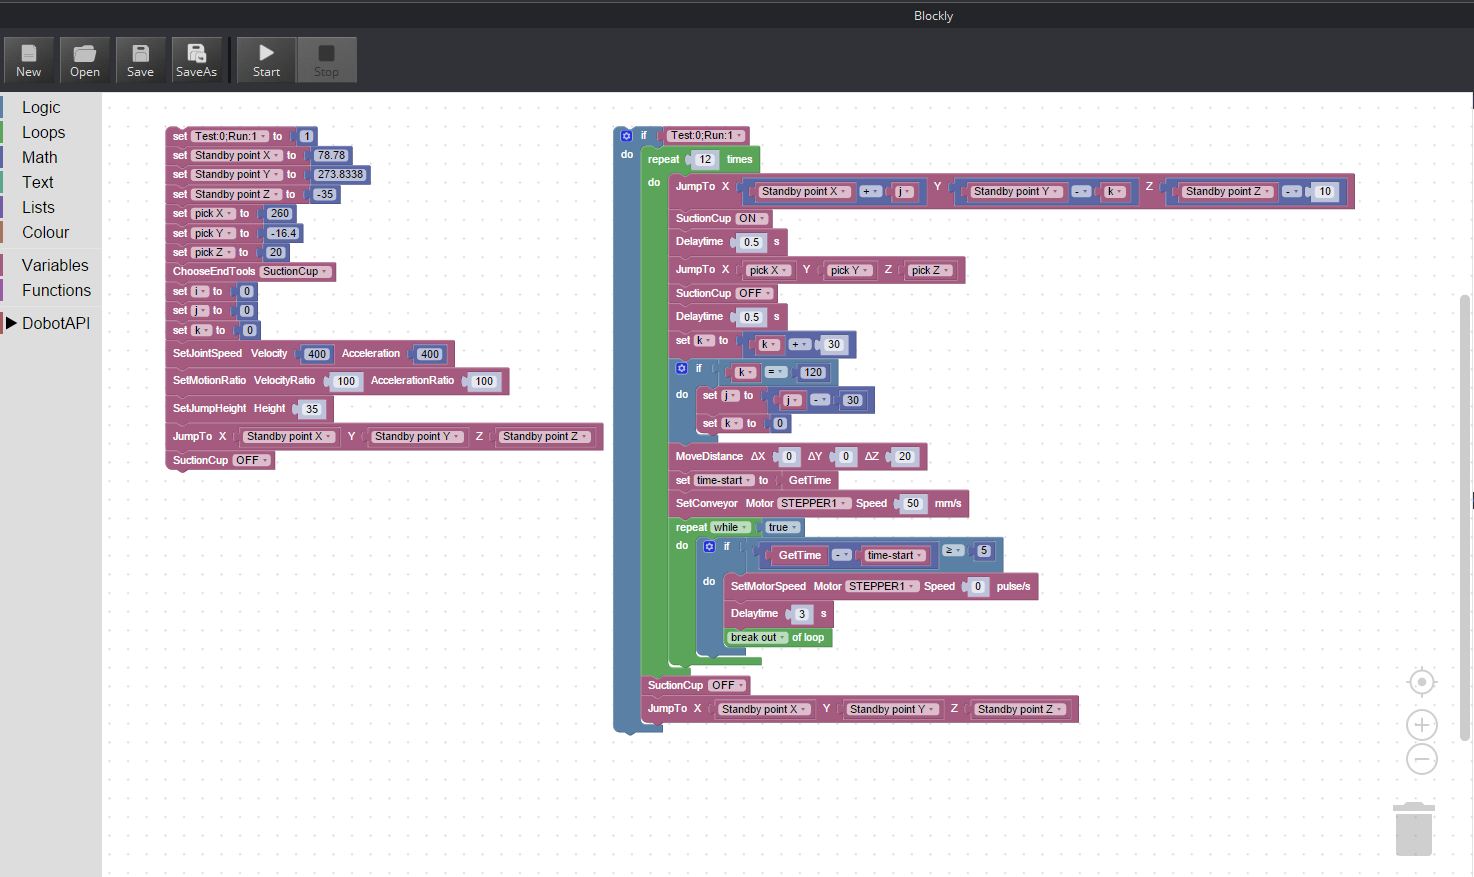 Blockly
New Open Save SaveAs Start Stop
Logic
Loops
Math
Text
Lists
Colour
Variables
Functions
DobotAPI
set Test:0;Run:1 to 1
set Standby point X to 78.78
set Standby point Y to 273.8338
set Standby point Z to -35
set pick X to 260
set pick Y to -16.4
set pick Z to 20
ChooseEndTools SuctionCup
set i to 0
set j to 0
set k to 0
SetJointSpeed Velocity 400 Acceleration 400
SetMotionRatio VelocityRatio 100 AccelerationRatio 100
SetJumpHeight Height 35
JumpTo X Standby point X Y Standby point Y Z Standby point Z
SuctionCup OFF
if Test:0;Run:1
do repeat 12 times
do JumpTo X Standby point X + j Y Standby point Y - k Z Standby point Z - 10
SuctionCup ON
Delaytime 0.5 s
JumpTo X pick X Y pick Y Z pick Z
SuctionCup OFF
Delaytime 0.5 s
set k to k + 30
if k = 120
do set j to j - 30
set k to 0
MoveDistance ΔX 0 ΔY 0 ΔZ 20
set time-start to GetTime
SetConveyor Motor STEPPER1 Speed 50 mm/s
repeat while true
do if GetTime - time-start ≥ 5
do SetMotorSpeed Motor STEPPER1 Speed 0 pulse/s
Delaytime 3 s
break out of loop
SuctionCup OFF
JumpTo X Standby point X Y Standby point Y Z Standby point Z